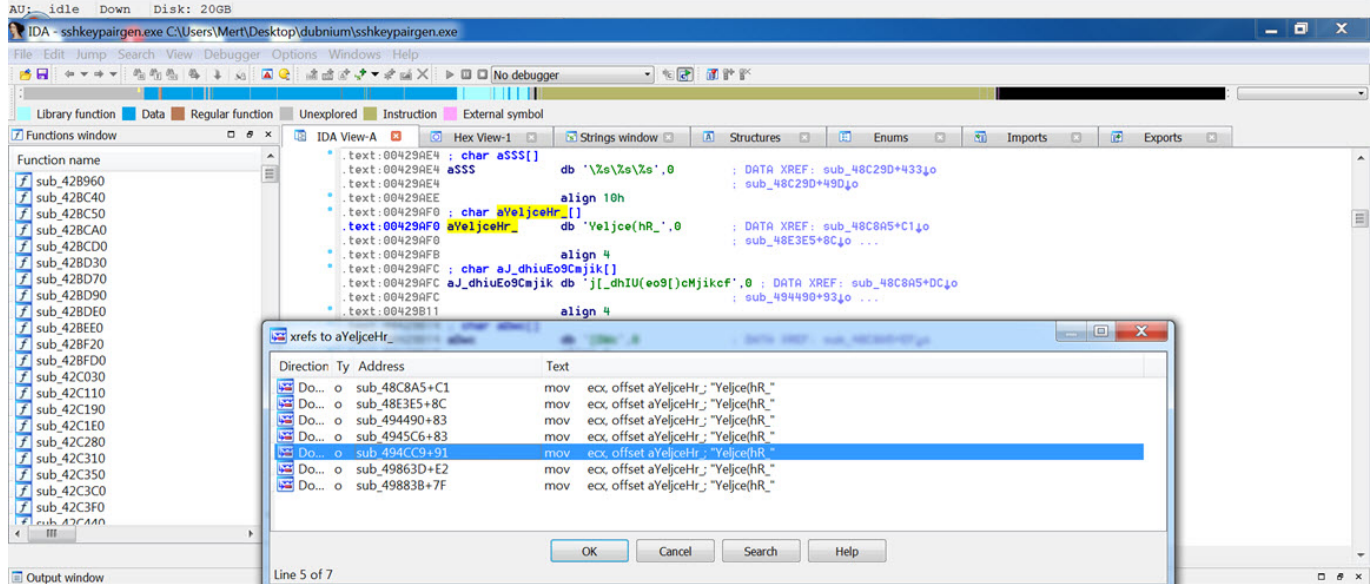 AU: idle Down Disk: 20GB
IDA - sshkeypairgen.exe C:\Users\Mert\Desktop\dubnium\sshkeypairgen.exe
File Edit Jump Search View Debugger Options Windows Help
No debugger
Library function Data Regular function Unexplored Instruction External symbol
Functions window
IDA View-A Hex View-1 Strings window Structures Enums Imports Exports
Function name
sub_42B960
sub_42BC40
sub_42BC50
sub_42BCA0
sub_42BCD0
sub_42BD30
sub_42BD70
sub_42BD90
sub_42BDE0
sub_42BEE0
sub_42BF20
sub_42BFD0
sub_42C030
sub_42C110
sub_42C190
sub_42C1E0
sub_42C280
sub_42C310
sub_42C350
sub_42C3C0
sub_42C3F0
sub_42C440
.text:00429AE4 ; char aSSS[]
.text:00429AE4 aSSS db '\%s\%s\%s',0 ; DATA XREF: sub_48C29D+433↓o
.text:00429AE4 ; sub_48C29D+49D↓o
.text:00429AEE align 10h
.text:00429AF0 ; char aYeljceHr_[]
.text:00429AF0 aYeljceHr_ db 'Yeljce(hR_',0 ; DATA XREF: sub_48C8A5+C1↓o
.text:00429AF0 ; sub_48E3E5+8C↓o ...
.text:00429AFB align 4
.text:00429AFC ; char aJ_dhiuEo9Cmjik[]
.text:00429AFC aJ_dhiuEo9Cmjik db 'j[_dhIU(eo9[)cMjikcf',0 ; DATA XREF: sub_48C8A5+DC↓o
.text:00429AFC ; sub_494490+93↓o ...
.text:00429B11 align 4
xrefs to aYeljceHr_
Direction Ty Address Text
Do... o sub_48C8A5+C1 mov ecx, offset aYeljceHr_; "Yeljce(hR_"
Do... o sub_48E3E5+8C mov ecx, offset aYeljceHr_; "Yeljce(hR_"
Do... o sub_494490+83 mov ecx, offset aYeljceHr_; "Yeljce(hR_"
Do... o sub_4945C6+83 mov ecx, offset aYeljceHr_; "Yeljce(hR_"
Do... o sub_494CC9+91 mov ecx, offset aYeljceHr_; "Yeljce(hR_"
Do... o sub_49863D+E2 mov ecx, offset aYeljceHr_; "Yeljce(hR_"
Do... o sub_49883B+7F mov ecx, offset aYeljceHr_; "Yeljce(hR_"
OK Cancel Search Help
Line 5 of 7
Output window